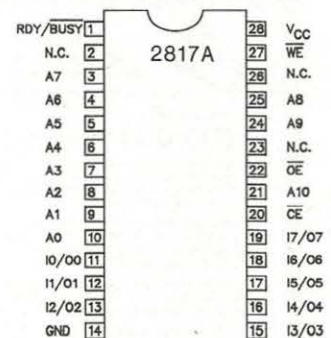 RDY/BUSY 1 28 VCC
N.C. 2 2817A 27 WE
A7 3 26 N.C.
A6 4 25 A8
A5 5 24 A9
A4 6 23 N.C.
A3 7 22 OE
A2 8 21 A10
A1 9 20 CE
A0 10 19 I7/O7
I0/O0 11 18 I6/O6
I1/O1 12 17 I5/O5
I2/O2 13 16 I4/O4
GND 14 15 I3/O3